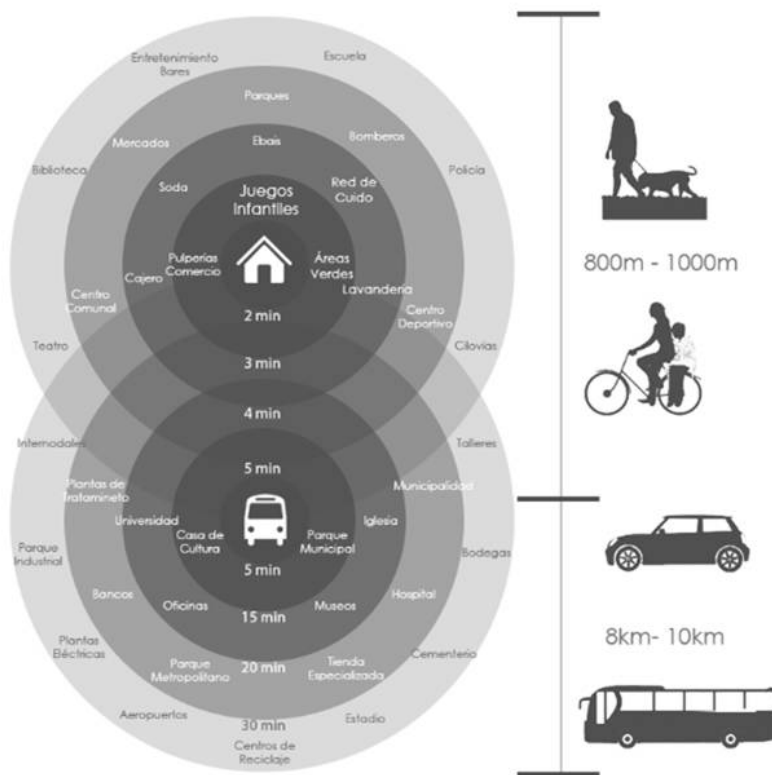 Entretenimiento
Bares
Escuela
Parques
Mercados
Bomberos
Ebais
Biblioteca
Policía
Soda
Red de
Cuido
Juegos
Infantiles
Pulperías
Comercio
Áreas
Verdes
Cajero
Lavandería
Centro
Comunal
Centro
Deportivo
2 min
Teatro
Cilovías
3 min
4 min
Intermodales
Talleres
5 min
Plantas de
Tratamineto
Municipalidad
Universidad
Iglesia
Casa de
Cultura
Parque
Municipal
Parque
Industrial
Bodegas
5 min
Bancos
Hospital
Oficinas
Museos
15 min
Plantas
Eléctricas
Cementerio
Parque
Metropolitano
20 min
Tienda
Especializada
Aeropuertos
Estadio
30 min
Centros de
Reciclaje
800m - 1000m
8km- 10km